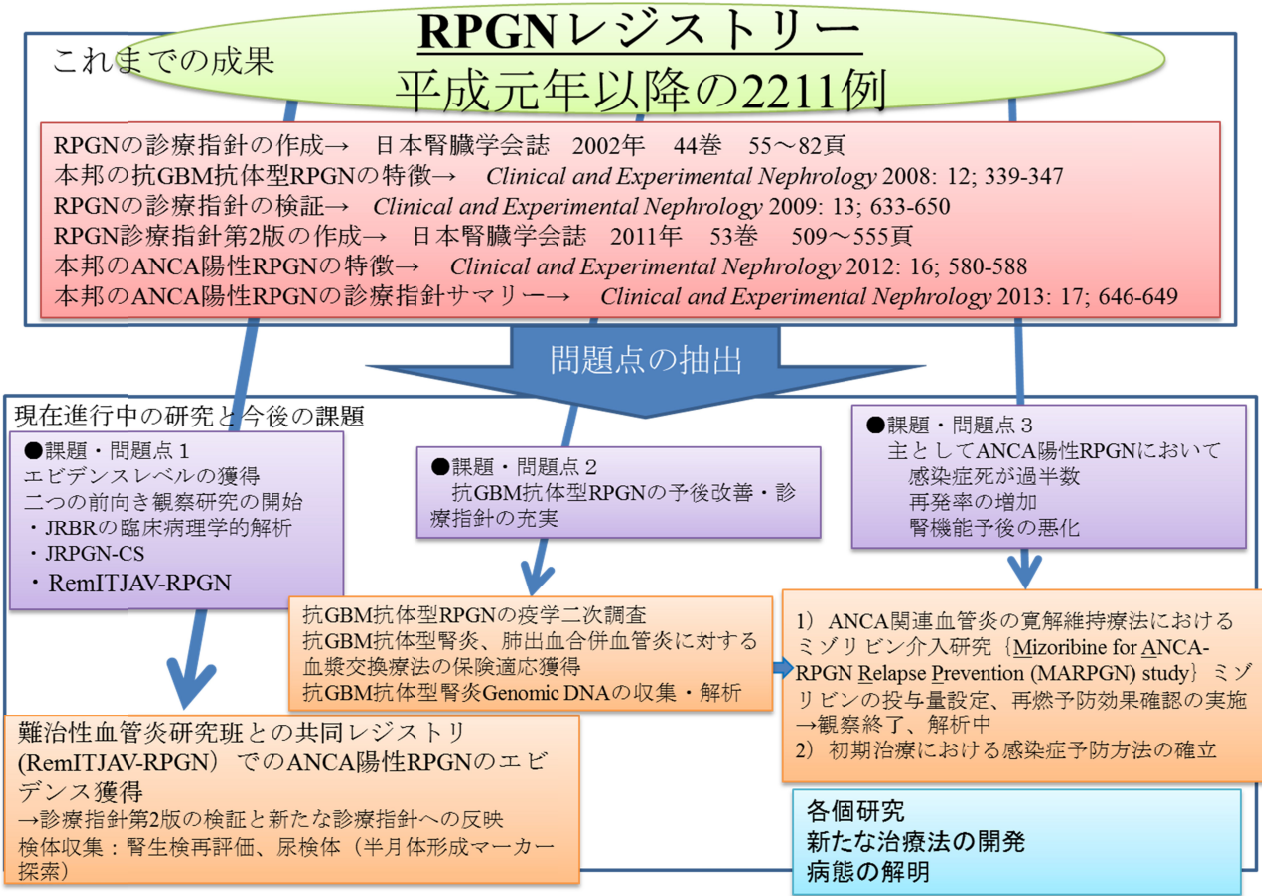 RPGNレジストリー
平成元年以降の2211例
これまでの成果
RPGNの診療指針の作成→　日本腎臓学会誌　2002年　44巻　55～82頁
本邦の抗GBM抗体型RPGNの特徴→　Clinical and Experimental Nephrology 2008: 12; 339-347
RPGNの診療指針の検証→　Clinical and Experimental Nephrology 2009: 13; 633-650
RPGN診療指針第2版の作成→　日本腎臓学会誌　2011年　53巻　509～555頁
本邦のANCA陽性RPGNの特徴→　Clinical and Experimental Nephrology 2012: 16; 580-588
本邦のANCA陽性RPGNの診療指針サマリー→　Clinical and Experimental Nephrology 2013: 17; 646-649
問題点の抽出
現在進行中の研究と今後の課題
●課題・問題点１
エビデンスレベルの獲得
二つの前向き観察研究の開始
・JRBRの臨床病理学的解析
・JRPGN-CS
・RemITJAV-RPGN
●課題・問題点２
抗GBM抗体型RPGNの予後改善・診
療指針の充実
●課題・問題点３
主としてANCA陽性RPGNにおいて
感染症死が過半数
再発率の増加
腎機能予後の悪化
抗GBM抗体型RPGNの疫学二次調査
抗GBM抗体型腎炎、肺出血合併血管炎に対する
血漿交換療法の保険適応獲得
抗GBM抗体型腎炎Genomic DNAの収集・解析
1）ANCA関連血管炎の寛解維持療法における
ミゾリビン介入研究｛Mizoribine for ANCA-
RPGN Relapse Prevention (MARPGN) study｝ミゾ
リビンの投与量設定、再燃予防効果確認の実施
→観察終了、解析中
2）初期治療における感染症予防方法の確立
難治性血管炎研究班との共同レジストリ
(RemITJAV-RPGN）でのANCA陽性RPGNのエビ
デンス獲得
→診療指針第2版の検証と新たな診療指針への反映
検体収集：腎生検再評価、尿検体（半月体形成マーカー
探索）
各個研究
新たな治療法の開発
病態の解明